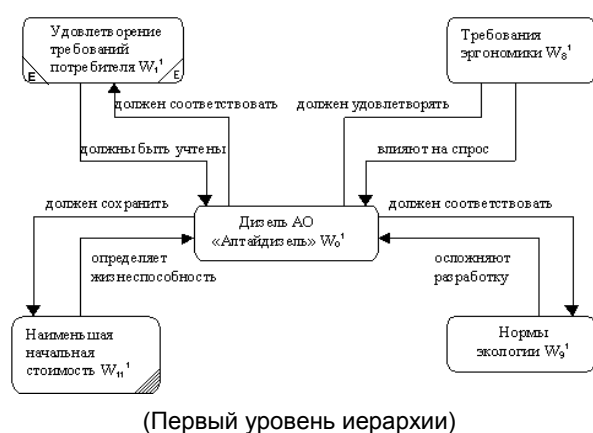 Удовлетворение
требований
потребителя W₁¹
E
E
Требования
эргономики W₈¹
должен соответствовать
должен удовлетворять
должны быть учтены
влияют на спрос
должен сохранить
должен соответствовать
Дизель АО
«Алтайдизель» W₀¹
определяет
жизнеспособность
осложняют
разработку
Наименьшая
начальная
стоимость W₁₁¹
Нормы
экологии W₉¹
(Первый уровень иерархии)